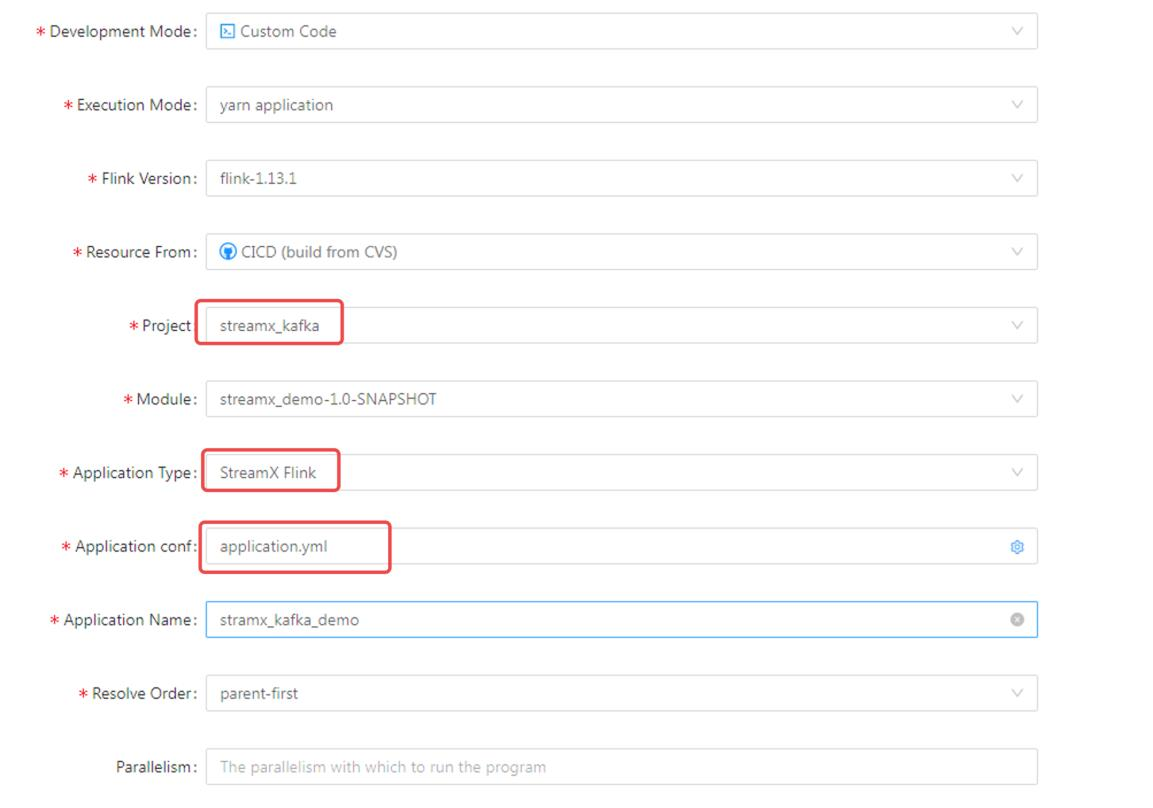 * Development Mode: Custom Code
* Execution Mode: yarn application
* Flink Version: flink-1.13.1
* Resource From: CICD (build from CVS)
* Project streamx_kafka
* Module: streamx_demo-1.0-SNAPSHOT
* Application Type: StreamX Flink
* Application conf: application.yml
* Application Name: stramx_kafka_demo
* Resolve Order: parent-first
Parallelism: The parallelism with which to run the program